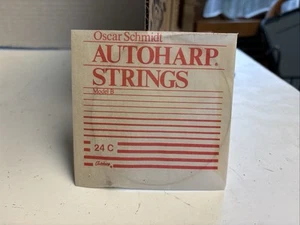 Oscar Schmidt
AUTOHARP®
STRINGS
Model B
24 C